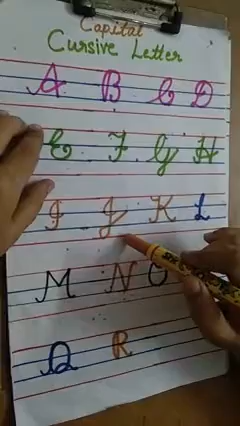 Capital
Cursive Letter
A B C D
E F G H
I J K L
M N O
Q R